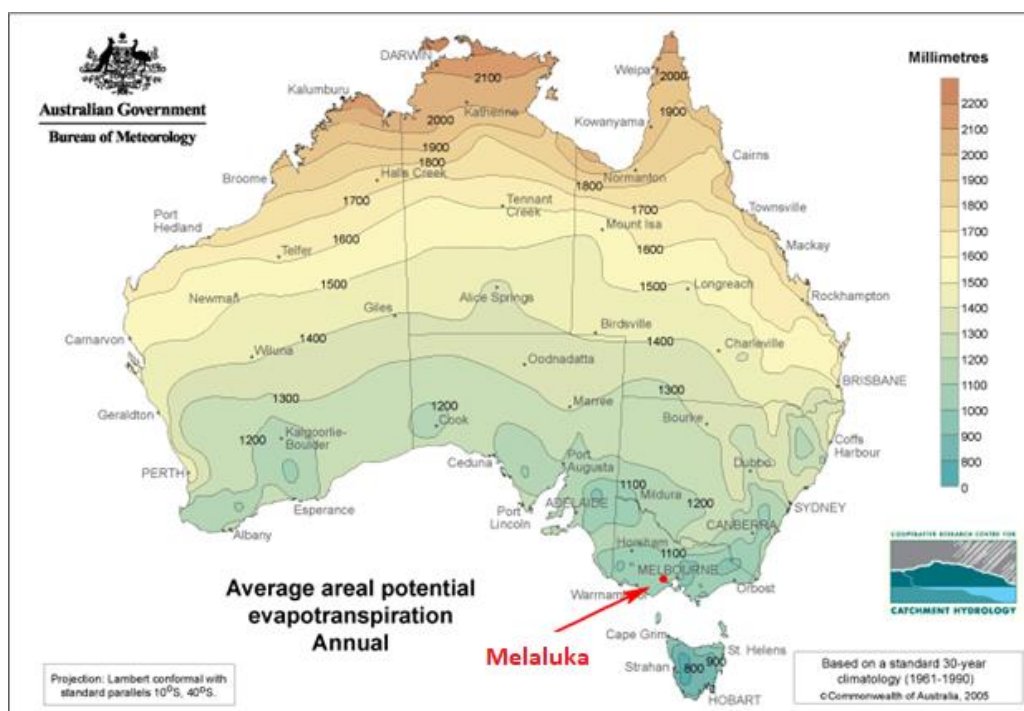 Australian Government
Bureau of Meteorology
Millimetres
2200
2100
2000
1900
1800
1700
1600
1500
1400
1300
1200
1100
1000
900
800
0
DARWIN
2100
Weipa
2000
Kalumburu
Katherine
2000
Kowanyama
1900
1900
1800
Cairns
Broome
Halls Creek
Normanton
1800
1700
Tennant
Creek
1700
Townsville
Port
Hedland
Mount Isa
1600
Telfer
1600
Mackay
Newman
1500
Alice Springs
1500
Longreach
Rockhampton
Giles
Birdsville
Carnarvon
1400
1400
Charleville
Wiluna
Oodnadatta
BRISBANE
1300
1300
Geraldton
Marree
Bourke
1200
Cook
1200
Kalgoorlie-
Boulder
Coffs
Harbour
PERTH
Ceduna
Port
Augusta
Dubbo
1100
Mildura
Esperance
Port
Lincoln
ADELAIDE
1200
SYDNEY
Albany
CANBERRA
Horsham
1100
MELBOURNE
Orbost
Warrnambool
Average areal potential
evapotranspiration
Annual
Melaluka
Cape Grim
St. Helens
900
Strahan
800
HOBART
COOPERATIVE RESEARCH CENTRE FOR
CATCHMENT HYDROLOGY
Projection: Lambert conformal with
standard parallels 10°S, 40°S.
Based on a standard 30-year
climatology (1961-1990)
©Commonwealth of Australia, 2005